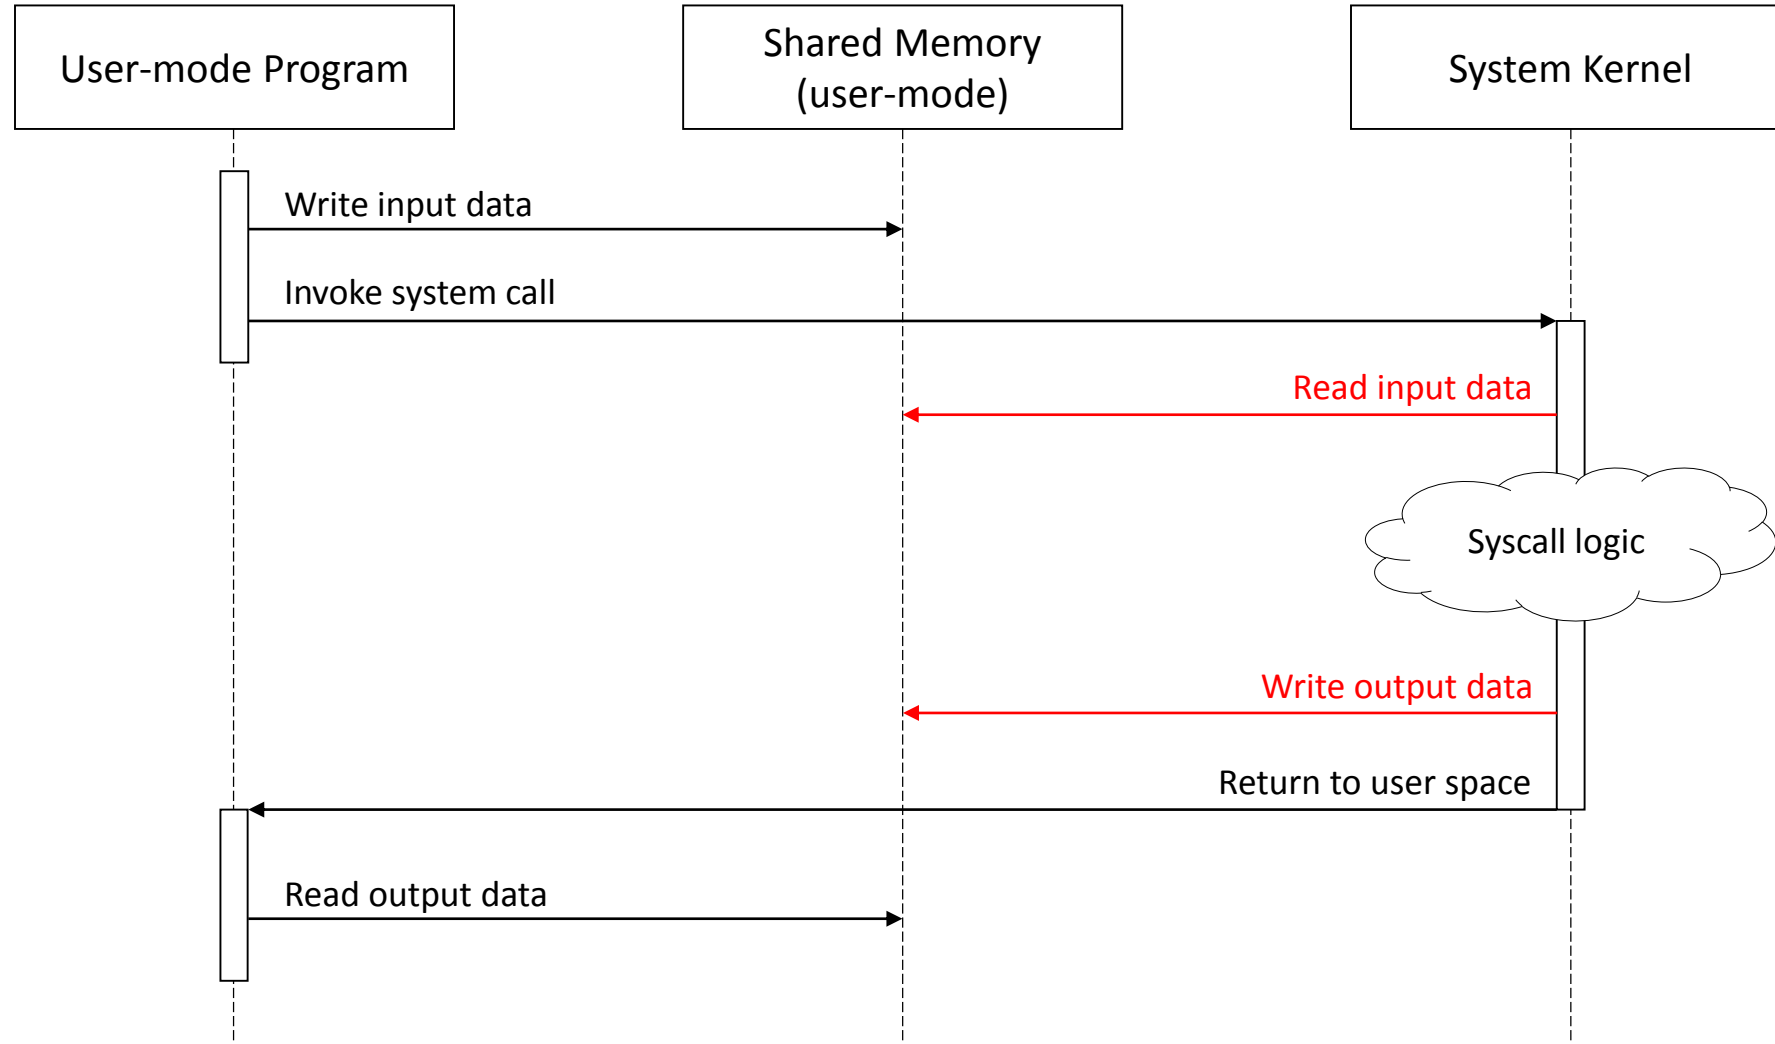 User-mode Program
Shared Memory
(user-mode)
System Kernel
Write input data
Invoke system call
Read input data
Syscall logic
Write output data
Return to user space
Read output data